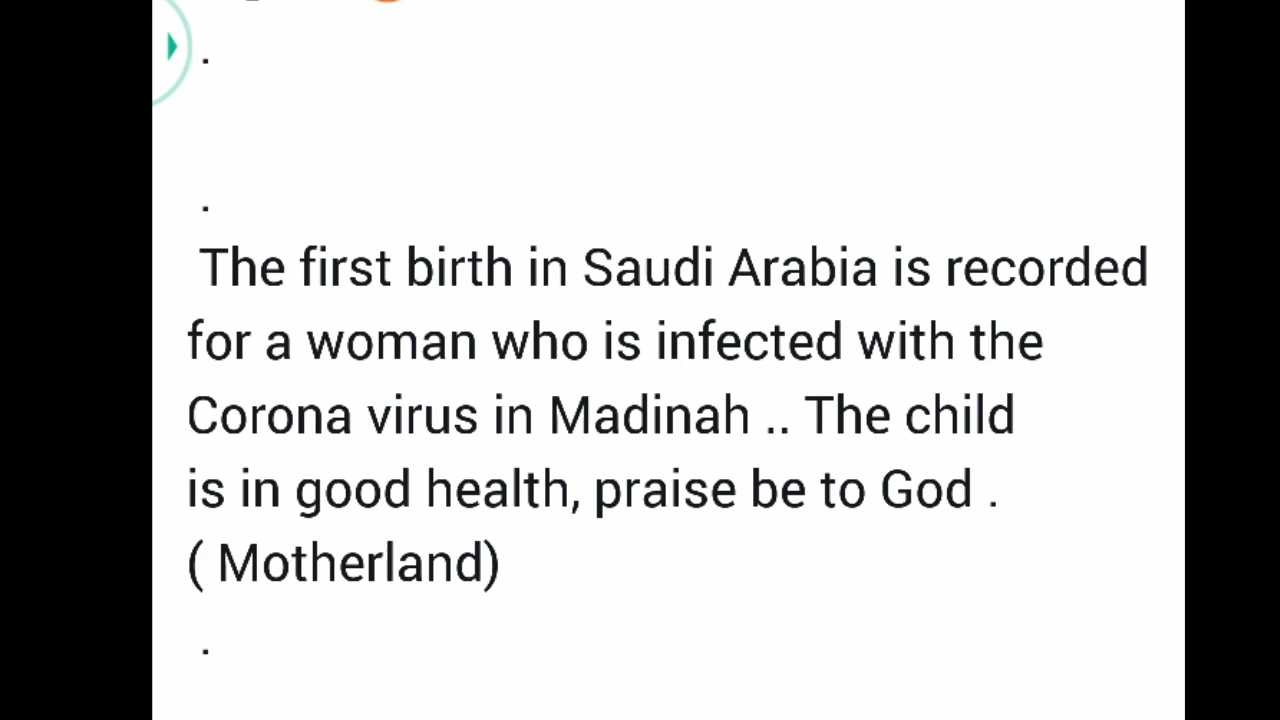 .
.
The first birth in Saudi Arabia is recorded
for a woman who is infected with the
Corona virus in Madinah .. The child
is in good health, praise be to God .
( Motherland)
.